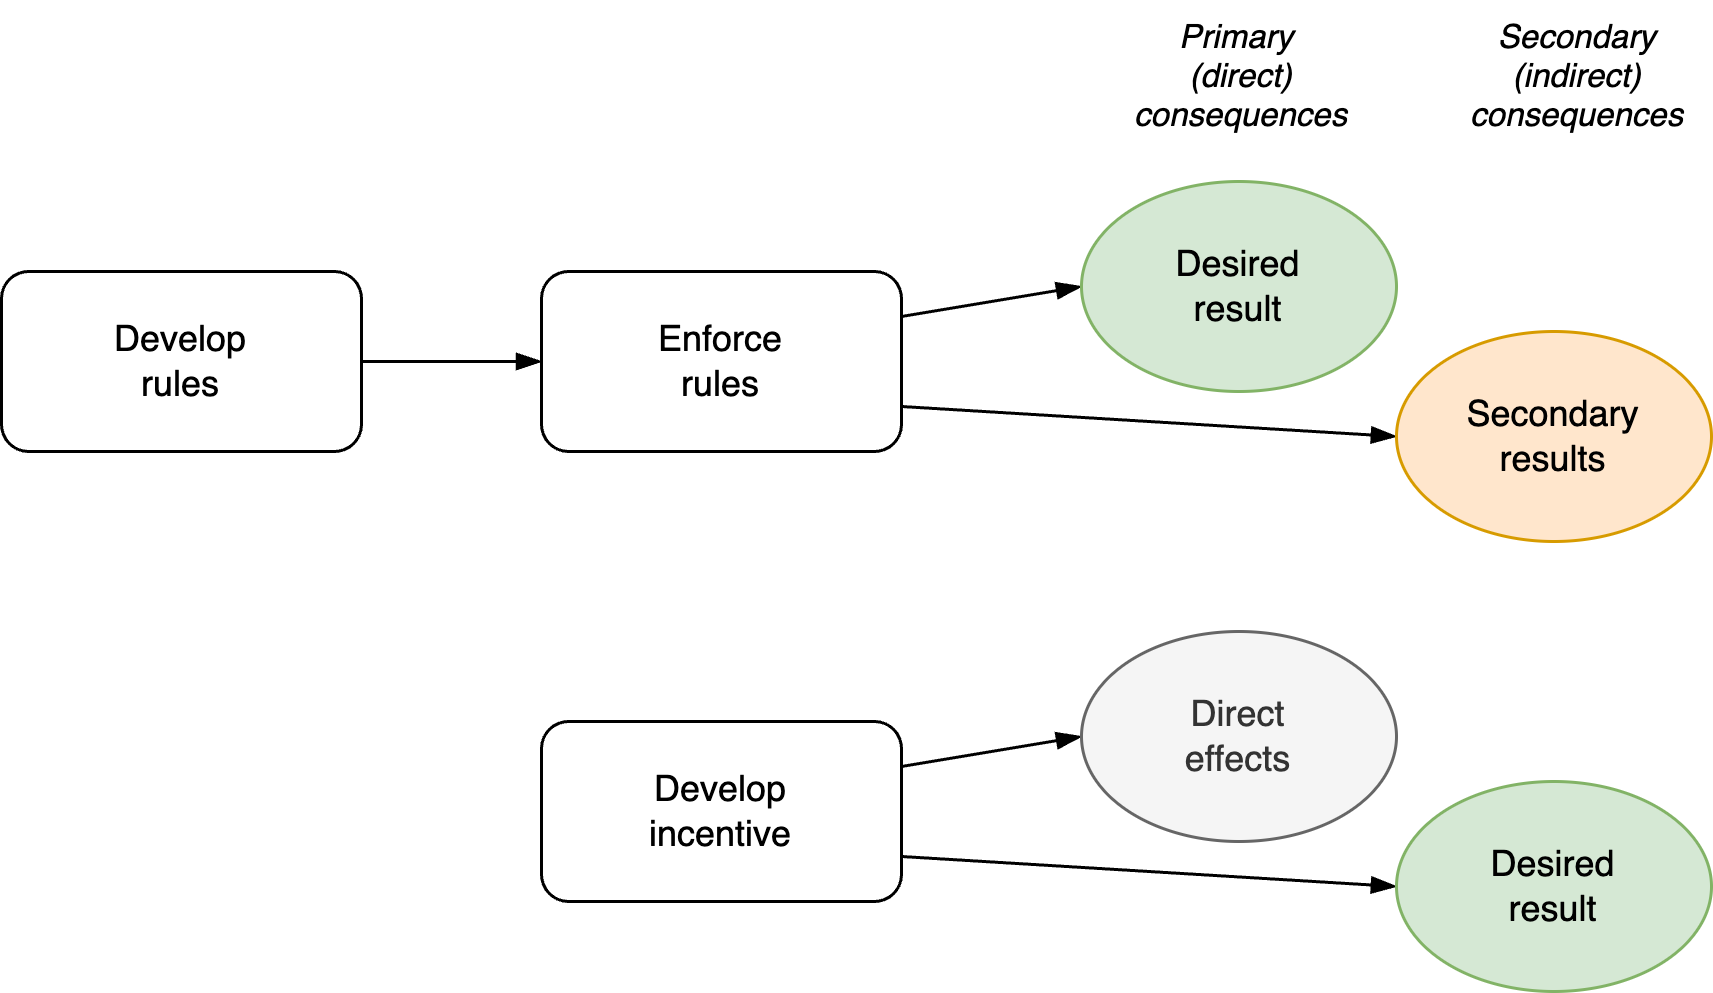 Primary
(direct)
consequences
Secondary
(indirect)
consequences
Develop
rules
Enforce
rules
Desired
result
Secondary
results
Develop
incentive
Direct
effects
Desired
result